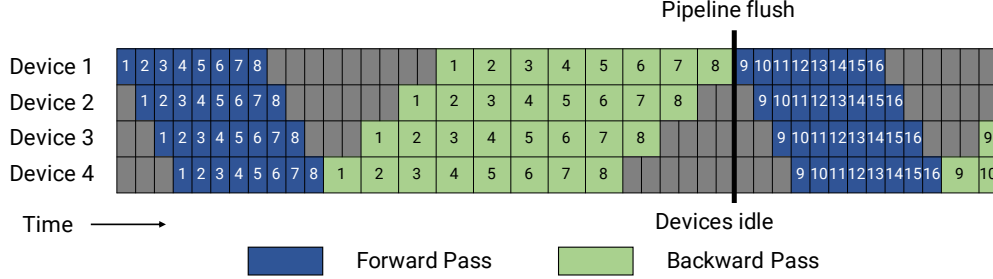 Pipeline flush
Device 1 1 2 3 4 5 6 7 8 1 2 3 4 5 6 7 8 9 10 11 12 13 14 15 16
Device 2 1 2 3 4 5 6 7 8 1 2 3 4 5 6 7 8 9 10 11 12 13 14 15 16
Device 3 1 2 3 4 5 6 7 8 1 2 3 4 5 6 7 8 9 10 11 12 13 14 15 16 9
Device 4 1 2 3 4 5 6 7 8 1 2 3 4 5 6 7 8 9 10 11 12 13 14 15 16 9 10
Time Devices idle
Forward Pass Backward Pass